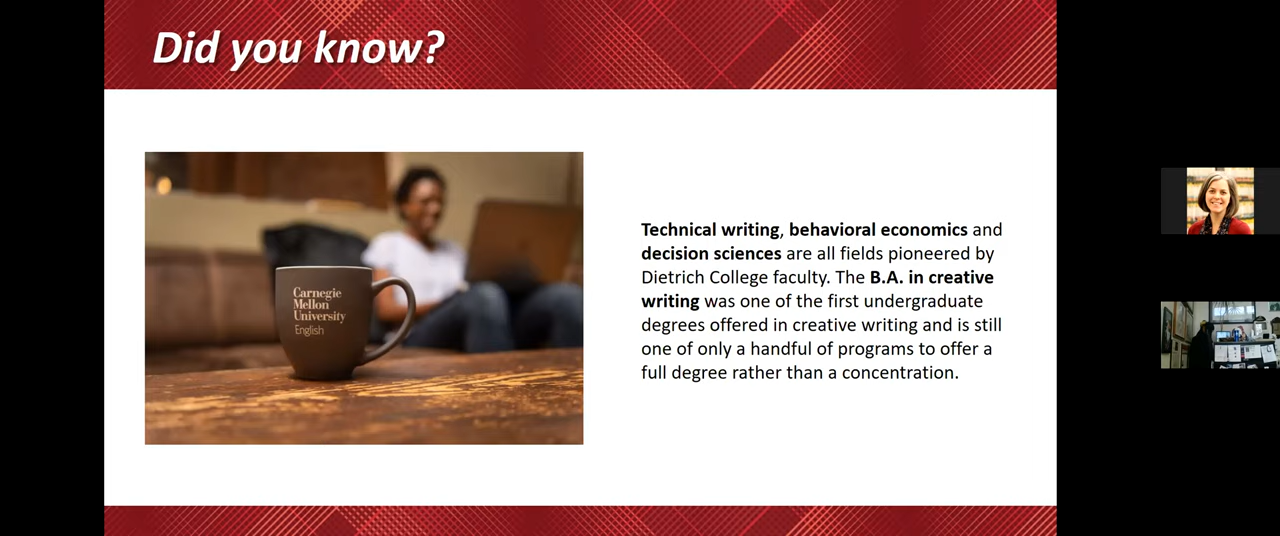 Did you know?
Carnegie
Mellon
University
English
Technical writing, behavioral economics and
decision sciences are all fields pioneered by
Dietrich College faculty. The B.A. in creative
writing was one of the first undergraduate
degrees offered in creative writing and is still
one of only a handful of programs to offer a
full degree rather than a concentration.